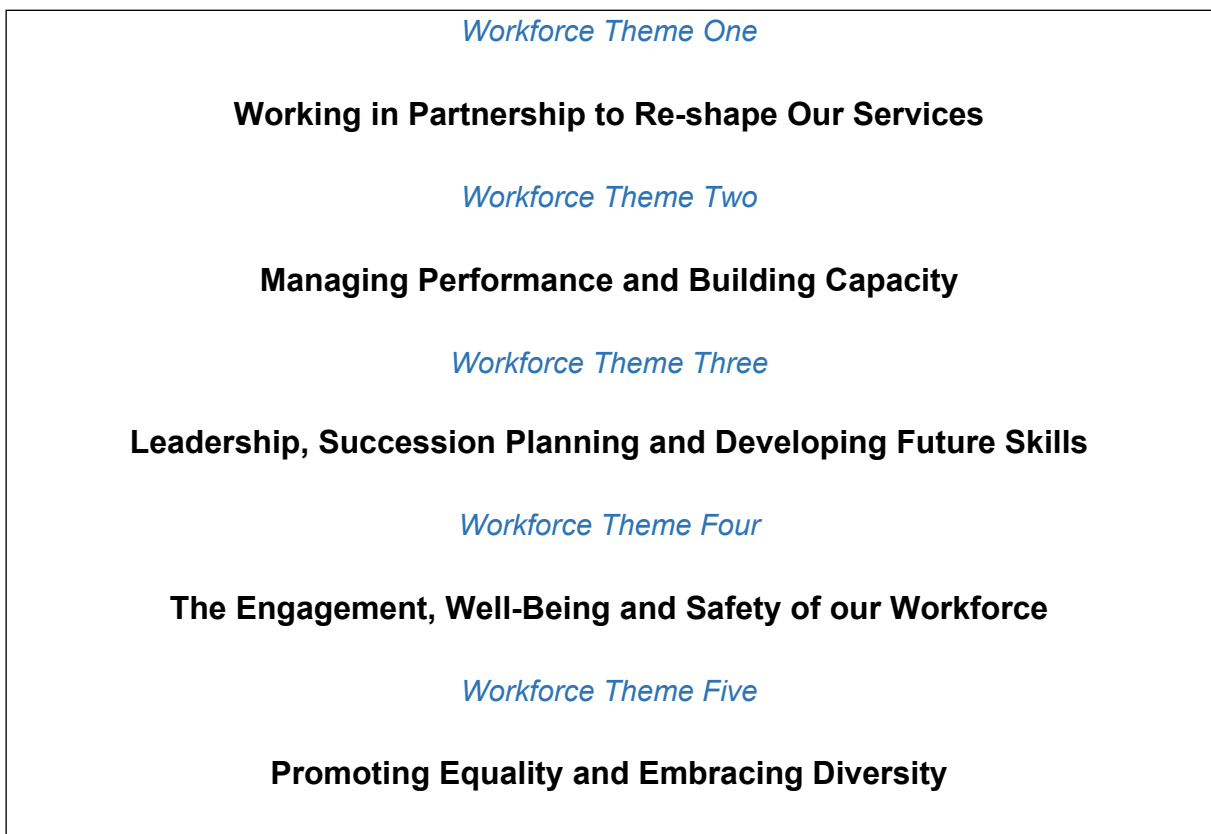 Workforce Theme One
Working in Partnership to Re-shape Our Services
Workforce Theme Two
Managing Performance and Building Capacity
Workforce Theme Three
Leadership, Succession Planning and Developing Future Skills
Workforce Theme Four
The Engagement, Well-Being and Safety of our Workforce
Workforce Theme Five
Promoting Equality and Embracing Diversity